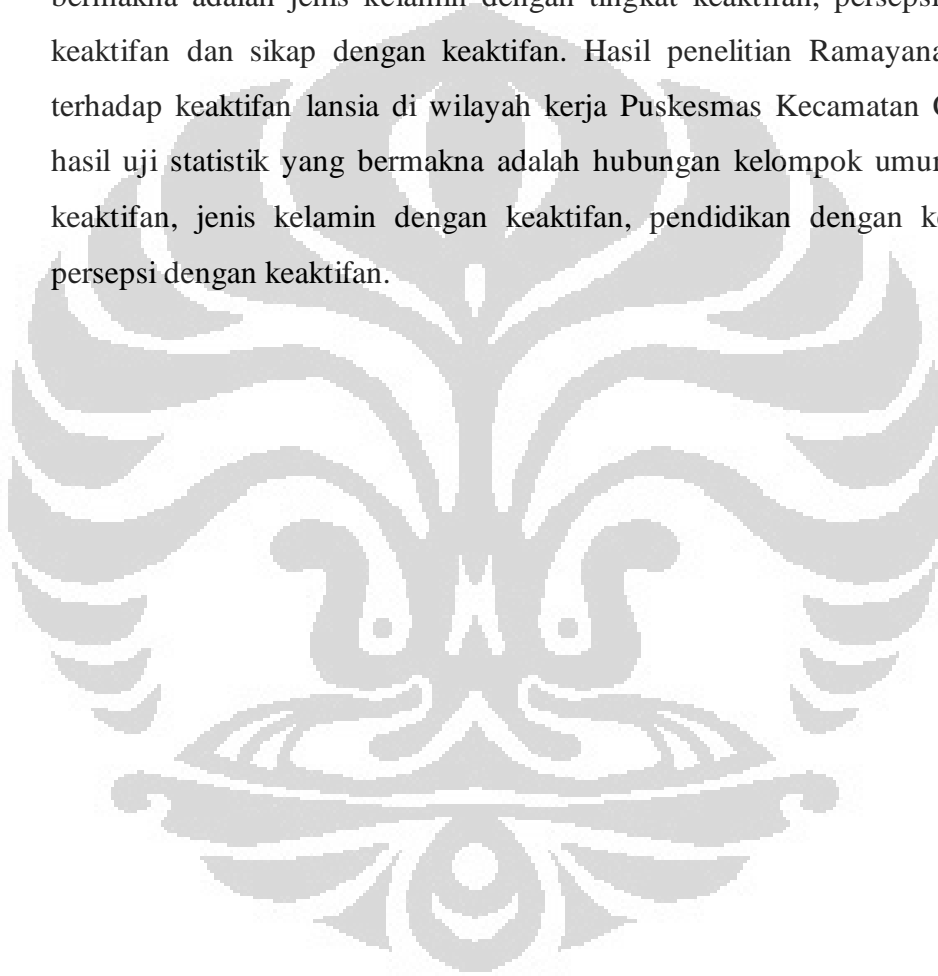 bermakna adalah jenis kelamin dengan tingkat keaktifan, persepsi
keaktifan dan sikap dengan keaktifan. Hasil penelitian Ramayana
terhadap keaktifan lansia di wilayah kerja Puskesmas Kecamatan
hasil uji statistik yang bermakna adalah hubungan kelompok umur
keaktifan, jenis kelamin dengan keaktifan, pendidikan dengan
persepsi dengan keaktifan.